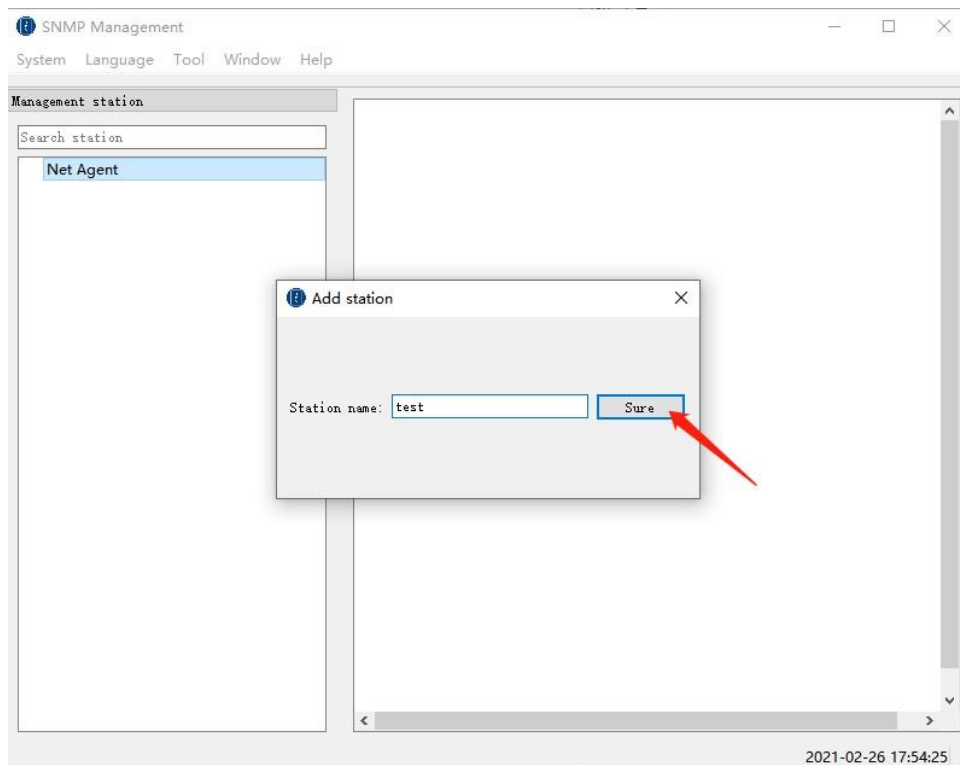 SNMP Management
System Language Tool Window Help
Management station
Search station
Net Agent
Add station
Station name: test Sure
2021-02-26 17:54:25